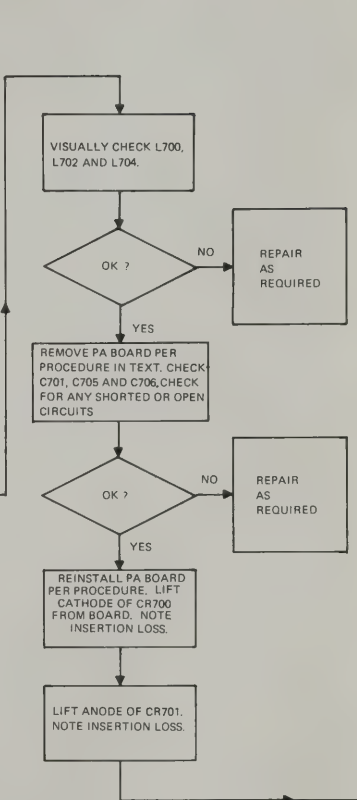 VISUALLY CHECK L700,
L702 AND L704.
OK ?
NO
REPAIR
AS
REQUIRED
YES
REMOVE PA BOARD PER
PROCEDURE IN TEXT. CHECK
C701, C705 AND C706, CHECK
FOR ANY SHORTED OR OPEN
CIRCUITS
OK ?
NO
REPAIR
AS
REQUIRED
YES
REINSTALL PA BOARD
PER PROCEDURE. LIFT
CATHODE OF CR700
FROM BOARD. NOTE
INSERTION LOSS.
LIFT ANODE OF CR701.
NOTE INSERTION LOSS.